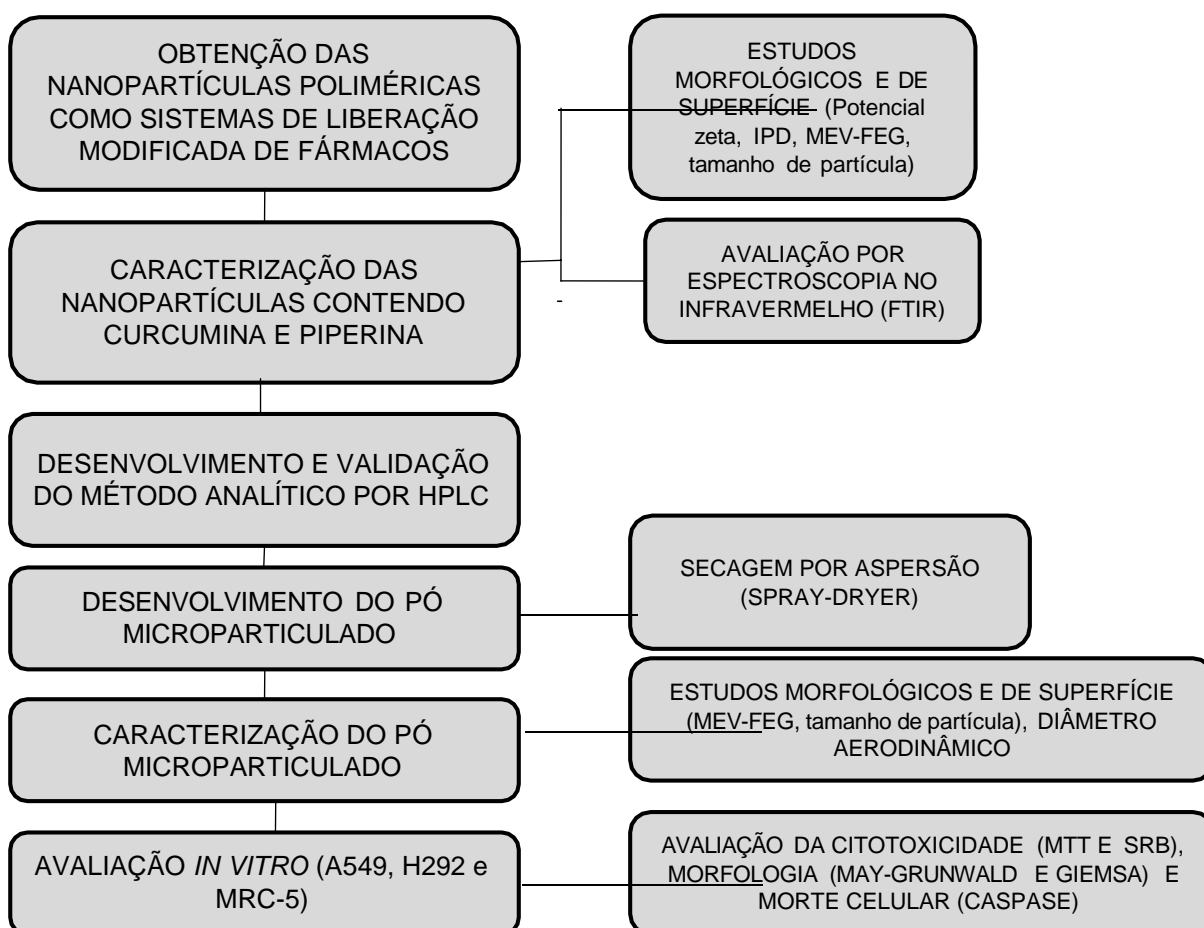 OBTENÇÃO DAS
NANOPARTÍCULAS POLIMÉRICAS
COMO SISTEMAS DE LIBERAÇÃO
MODIFICADA DE FÁRMACOS
ESTUDOS
MORFOLÓGICOS E DE
SUPERFÍCIE (Potencial
zeta, IPD, MEV-FEG,
tamanho de partícula)
CARACTERIZAÇÃO DAS
NANOPARTÍCULAS CONTENDO
CURCUMINA E PIPERINA
AVALIAÇÃO POR
ESPECTROSCOPIA NO
INFRAVERMELHO (FTIR)
DESENVOLVIMENTO E VALIDAÇÃO
DO MÉTODO ANALÍTICO POR HPLC
DESENVOLVIMENTO DO PÓ
MICROPARTICULADO
SECAGEM POR ASPERSÃO
(SPRAY-DRYER)
CARACTERIZAÇÃO DO PÓ
MICROPARTICULADO
ESTUDOS MORFOLÓGICOS E DE SUPERFÍCIE
(MEV-FEG, tamanho de partícula), DIÂMETRO
AERODINÂMICO
AVALIAÇÃO IN VITRO (A549, H292 e
MRC-5)
AVALIAÇÃO DA CITOTOXICIDADE (MTT E SRB),
MORFOLOGIA (MAY-GRUNWALD E GIEMSA) E
MORTE CELULAR (CASPASE)